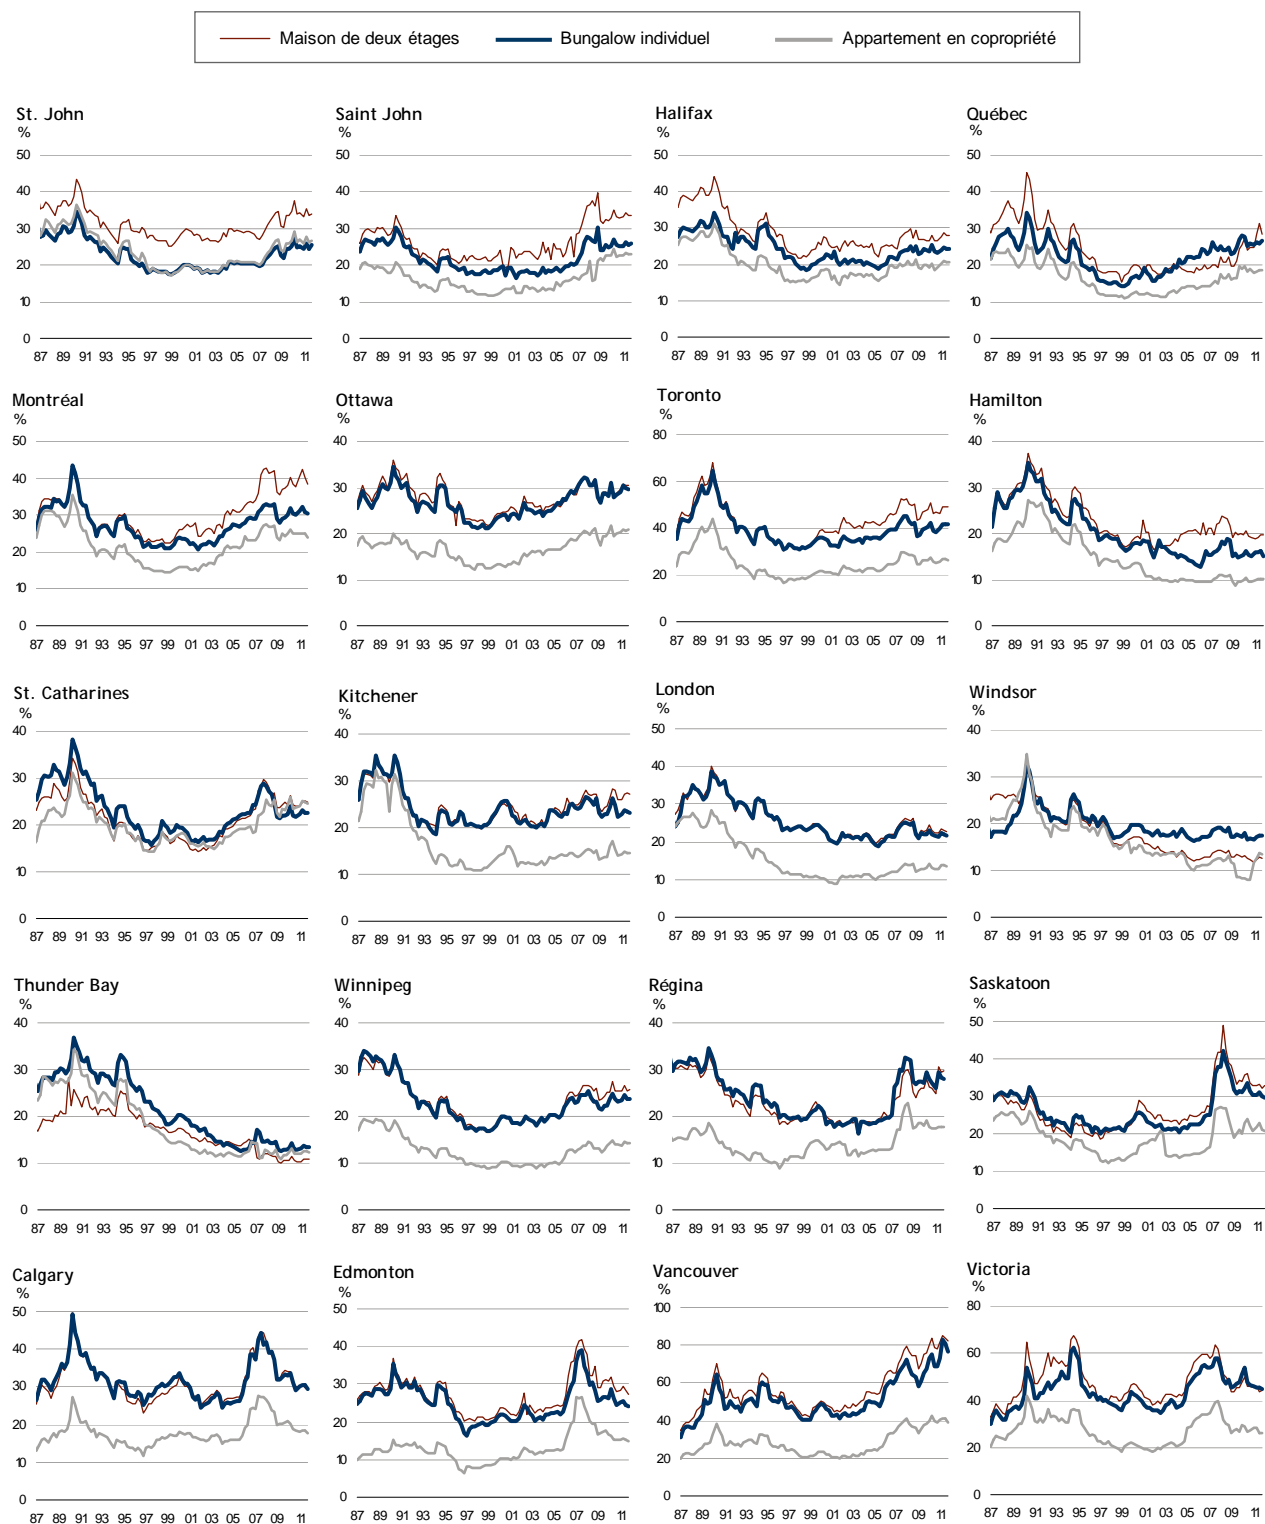 Maison de deux étages Bungalow individuel Appartement en copropriété
St. John Saint John Halifax Québec
% % % %
50 50 50 50
40 40 40 40
30 30 30 30
20 20 20 20
10 10 10 10
0 0 0 0
87 89 91 93 95 97 99 01 03 05 07 09 11 87 89 91 93 95 97 99 01 03 05 07 09 11 87 89 91 93 95 97 99 01 03 05 07 09 11 87 89 91 93 95 97 99 01 03 05 07 09 11
Montréal Ottawa Toronto Hamilton
% % % %
50 40 80 40
40 30 60 30
30 20 40 20
20 10 20 10
10 0 0 0
0
87 89 91 93 95 97 99 01 03 05 07 09 11 87 89 91 93 95 97 99 01 03 05 07 09 11 87 89 91 93 95 97 99 01 03 05 07 09 11 87 89 91 93 95 97 99 01 03 05 07 09 11
St. Catharines Kitchener London Windsor
% % % %
40 40 50 40
30 30 40 30
20 20 30 20
10 10 20 10
0 0 10 0
0
87 89 91 93 95 97 99 01 03 05 07 09 11 87 89 91 93 95 97 99 01 03 05 07 09 11 87 89 91 93 95 97 99 01 03 05 07 09 11 87 89 91 93 95 97 99 01 03 05 07 09 11
Thunder Bay Winnipeg Régina Saskatoon
% % % %
40 40 40 50
30 30 30 40
20 20 20 30
10 10 10 20
0 0 0 10
0
87 89 91 93 95 97 99 01 03 05 07 09 11 87 89 91 93 95 97 99 01 03 05 07 09 11 87 89 91 93 95 97 99 01 03 05 07 09 11 87 89 91 93 95 97 99 01 03 05 07 09 11
Calgary Edmonton Vancouver Victoria
% % % %
50 50 100 80
40 40 80 60
30 30 60 40
20 20 40 20
10 10 20 0
0 0 0
87 89 91 93 95 97 99 01 03 05 07 09 11 87 89 91 93 95 97 99 01 03 05 07 09 11 87 89 91 93 95 97 99 01 03 05 07 09 11 87 89 91 93 95 97 99 01 03 05 07 09 11